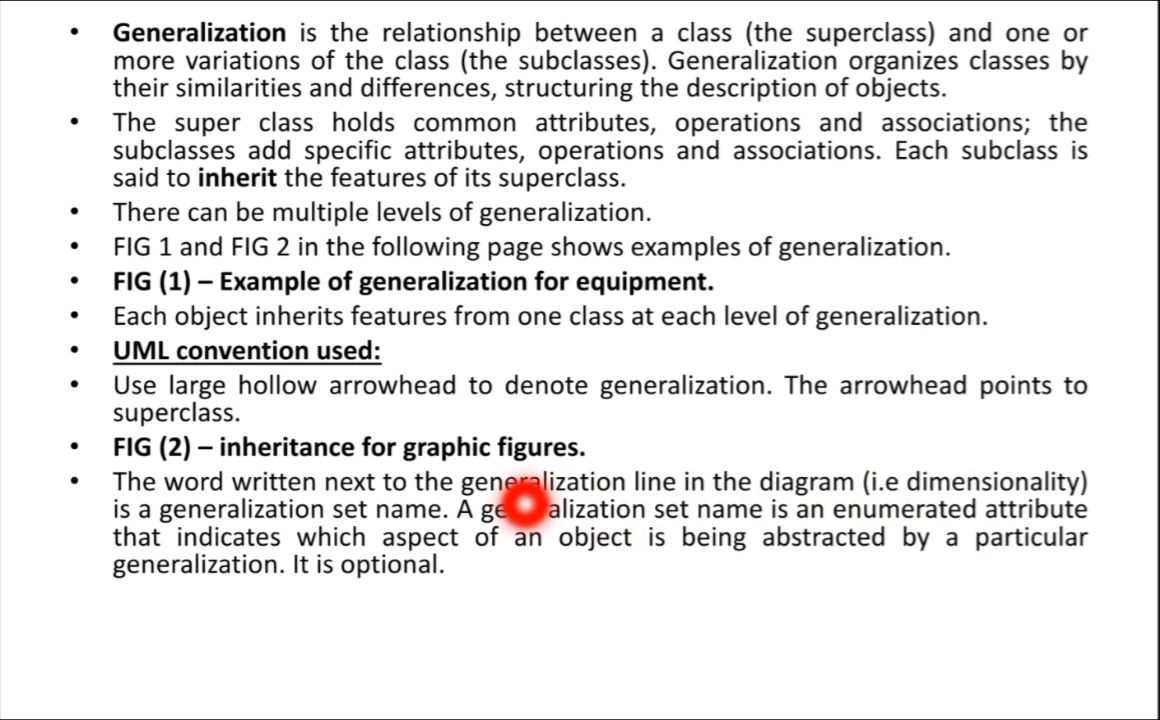 • Generalization is the relationship between a class (the superclass) and one or
more variations of the class (the subclasses). Generalization organizes classes by
their similarities and differences, structuring the description of objects.
• The super class holds common attributes, operations and associations; the
subclasses add specific attributes, operations and associations. Each subclass is
said to inherit the features of its superclass.
• There can be multiple levels of generalization.
• FIG 1 and FIG 2 in the following page shows examples of generalization.
• FIG (1) – Example of generalization for equipment.
• Each object inherits features from one class at each level of generalization.
• UML convention used:
• Use large hollow arrowhead to denote generalization. The arrowhead points to
superclass.
• FIG (2) – inheritance for graphic figures.
• The word written next to the generalization line in the diagram (i.e dimensionality)
is a generalization set name. A generalization set name is an enumerated attribute
that indicates which aspect of an object is being abstracted by a particular
generalization. It is optional.